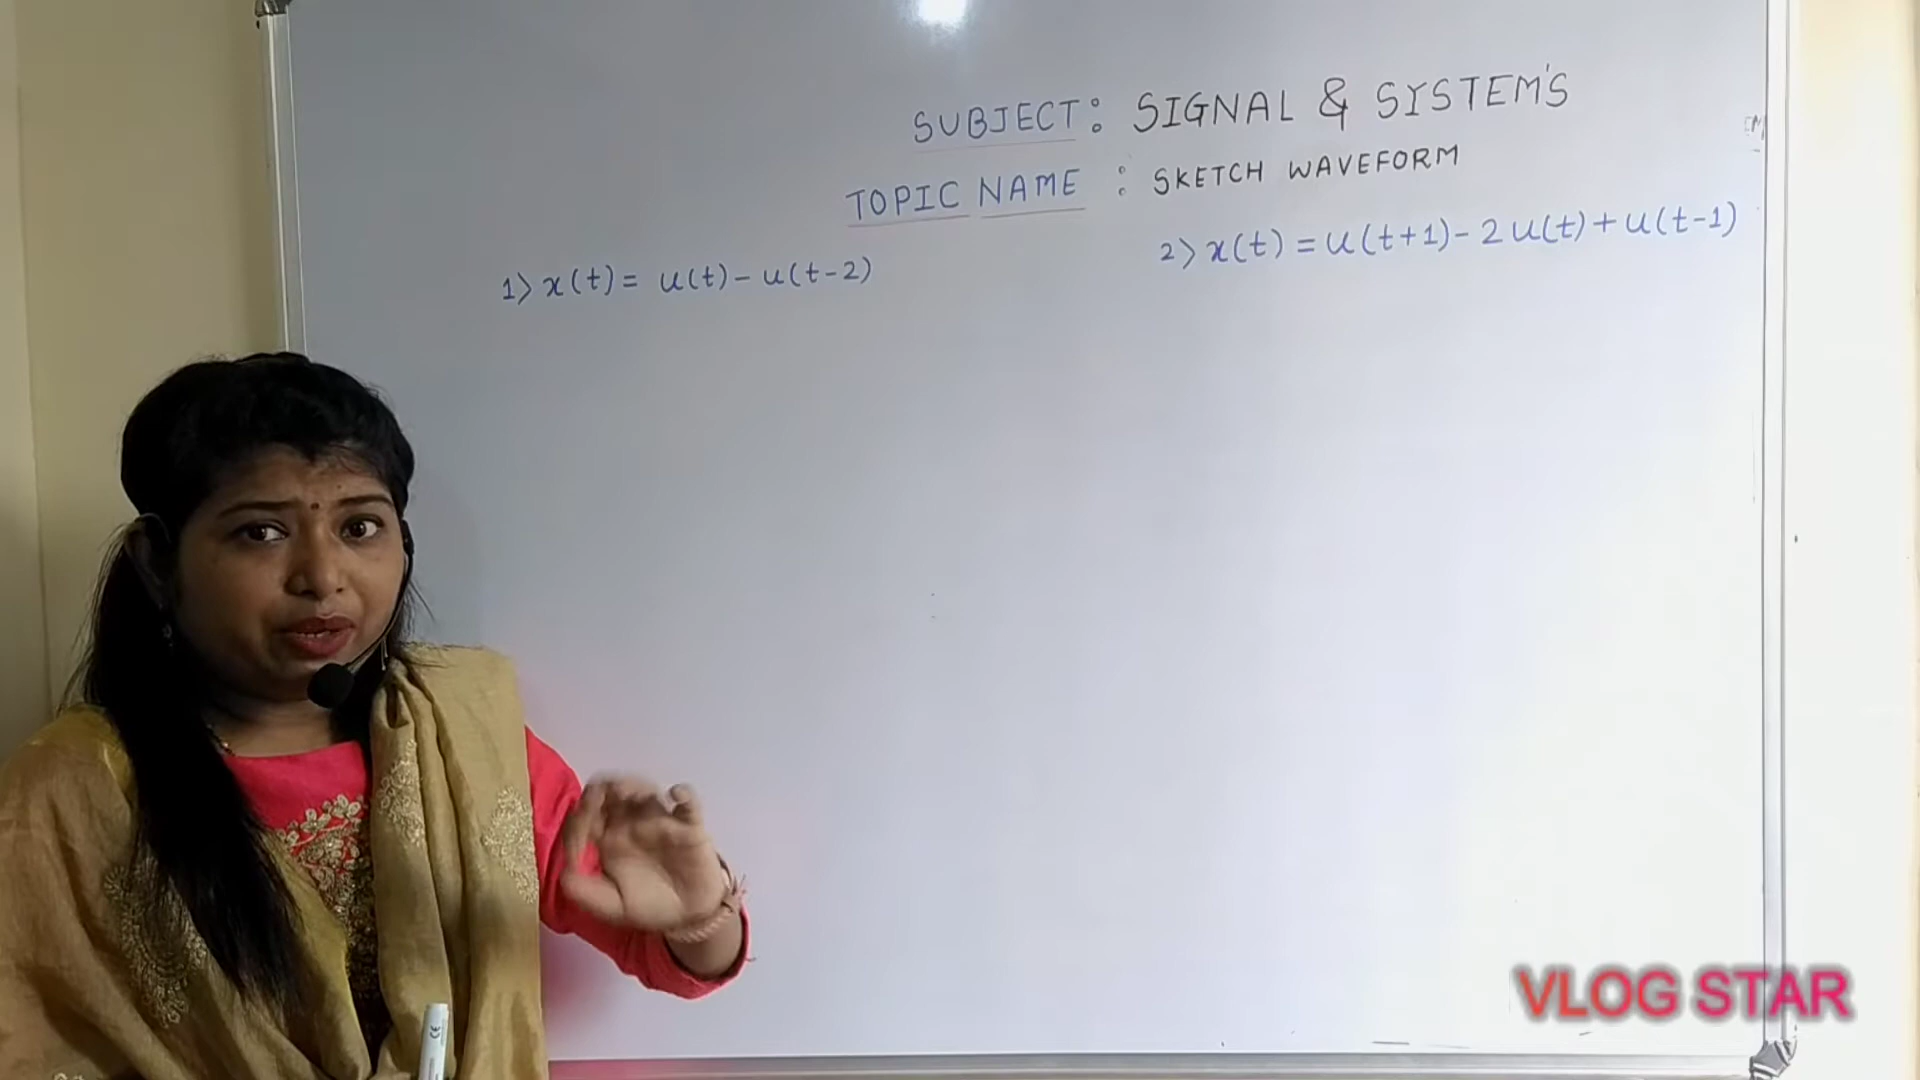 SUBJECT: SIGNAL & SYSTEM'S
TOPIC NAME : SKETCH WAVEFORM
1) x(t) = u(t) - u(t-2)
2) x(t) = u(t+1) - 2u(t) + u(t-1)
VLOG STAR